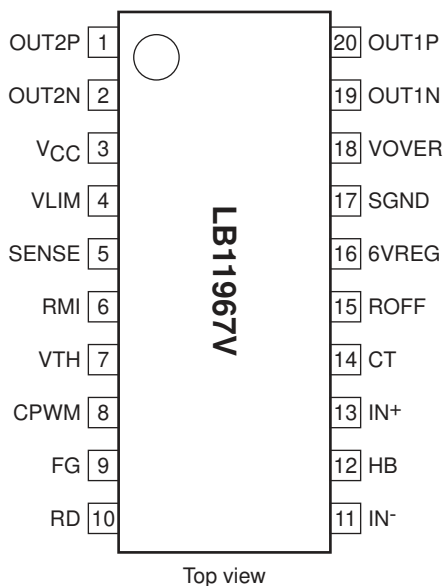 OUT2P 1
20 OUT1P
OUT2N 2
19 OUT1N
VCC 3
18 VOVER
VLIM 4
17 SGND
SENSE 5
16 6VREG
RMI 6
15 ROFF
VTH 7
14 CT
CPWM 8
13 IN+
FG 9
12 HB
RD 10
11 IN-
LB11967V
Top view